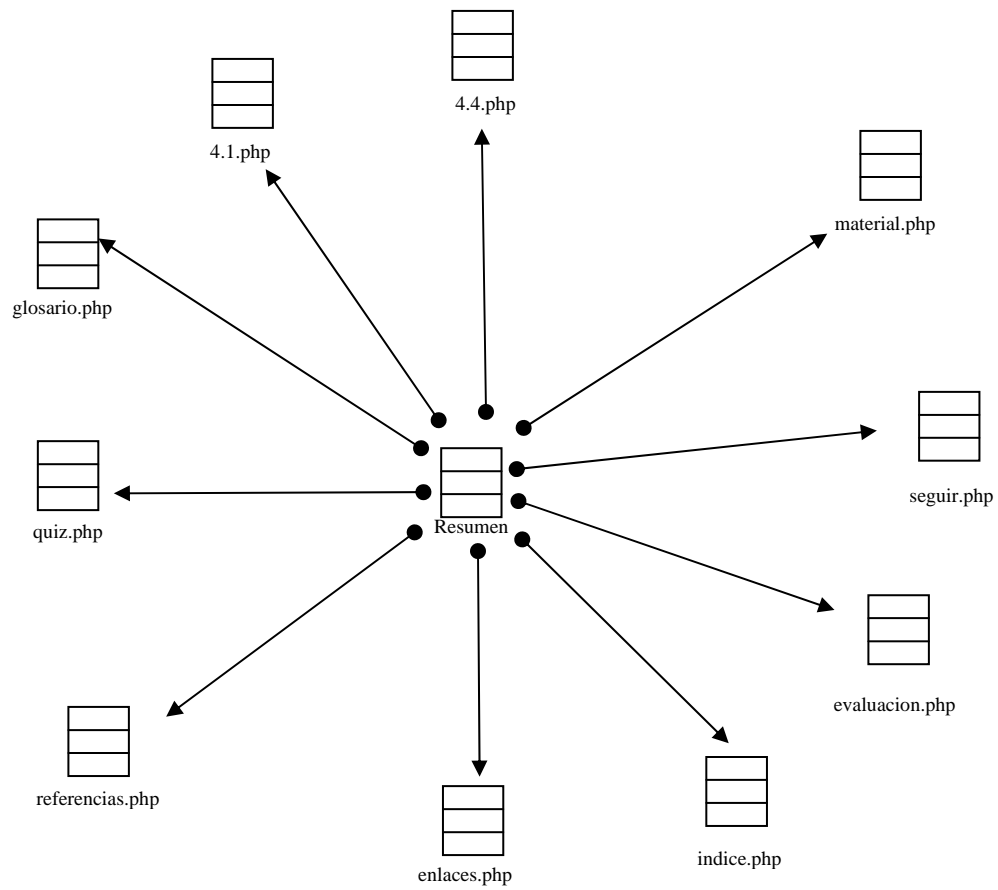 4.4.php
4.1.php
material.php
glosario.php
seguir.php
Resumen
quiz.php
evaluacion.php
referencias.php
indice.php
enlaces.php